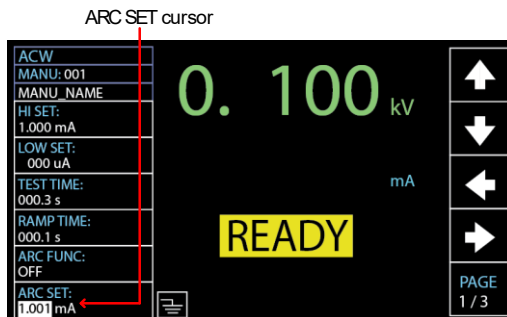 ARC SET cursor
ACW
MANU: 001
MANU_NAME
HI SET:
1.000 mA
LOW SET:
000 uA
TEST TIME:
000.3 s
RAMP TIME:
000.1 s
ARC FUNC:
OFF
ARC SET:
1.001 mA
0. 100 kV
mA
READY
PAGE
1 / 3